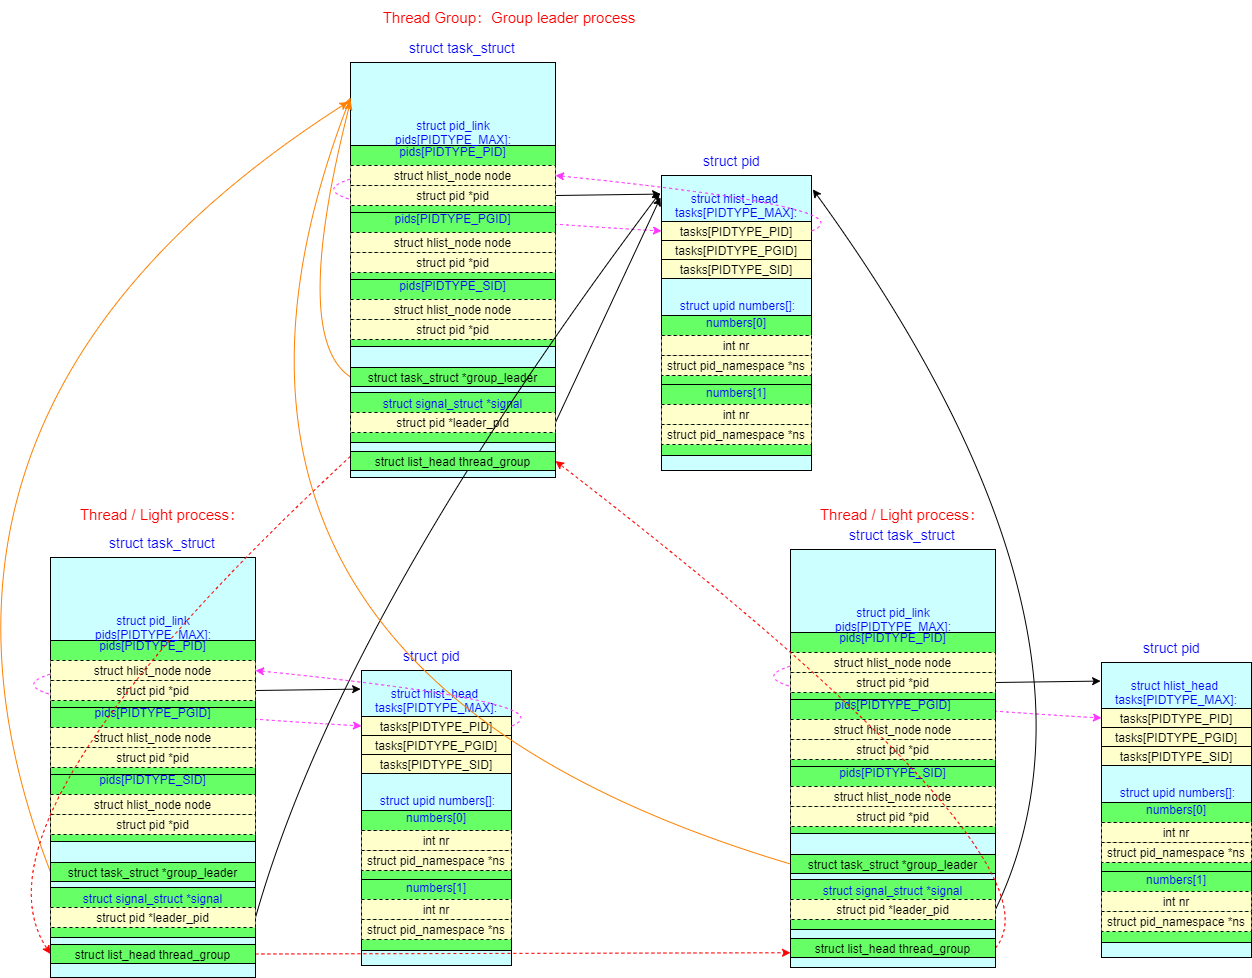 Thread Group：Group leader process
struct task_struct
struct pid_link
pids[PIDTYPE_MAX]:
pids[PIDTYPE_PID]
struct hlist_node node
struct pid *pid
pids[PIDTYPE_PGID]
struct hlist_node node
struct pid *pid
pids[PIDTYPE_SID]
struct hlist_node node
struct pid *pid
struct task_struct *group_leader
struct signal_struct *signal
struct pid *leader_pid
struct list_head thread_group
struct pid
struct hlist_head
tasks[PIDTYPE_MAX]:
tasks[PIDTYPE_PID]
tasks[PIDTYPE_PGID]
tasks[PIDTYPE_SID]
struct upid numbers[]:
numbers[0]
int nr
struct pid_namespace *ns
numbers[1]
int nr
struct pid_namespace *ns
Thread / Light process：
struct task_struct
struct pid_link
pids[PIDTYPE_MAX]:
pids[PIDTYPE_PID]
struct hlist_node node
struct pid *pid
pids[PIDTYPE_PGID]
struct hlist_node node
struct pid *pid
pids[PIDTYPE_SID]
struct hlist_node node
struct pid *pid
struct task_struct *group_leader
struct signal_struct *signal
struct pid *leader_pid
struct list_head thread_group
struct pid
struct hlist_head
tasks[PIDTYPE_MAX]:
tasks[PIDTYPE_PID]
tasks[PIDTYPE_PGID]
tasks[PIDTYPE_SID]
struct upid numbers[]:
numbers[0]
int nr
struct pid_namespace *ns
numbers[1]
int nr
struct pid_namespace *ns
Thread / Light process：
struct task_struct
struct pid_link
pids[PIDTYPE_MAX]:
pids[PIDTYPE_PID]
struct hlist_node node
struct pid *pid
pids[PIDTYPE_PGID]
struct hlist_node node
struct pid *pid
pids[PIDTYPE_SID]
struct hlist_node node
struct pid *pid
struct task_struct *group_leader
struct signal_struct *signal
struct pid *leader_pid
struct list_head thread_group
struct pid
struct hlist_head
tasks[PIDTYPE_MAX]:
tasks[PIDTYPE_PID]
tasks[PIDTYPE_PGID]
tasks[PIDTYPE_SID]
struct upid numbers[]:
numbers[0]
int nr
struct pid_namespace *ns
numbers[1]
int nr
struct pid_namespace *ns